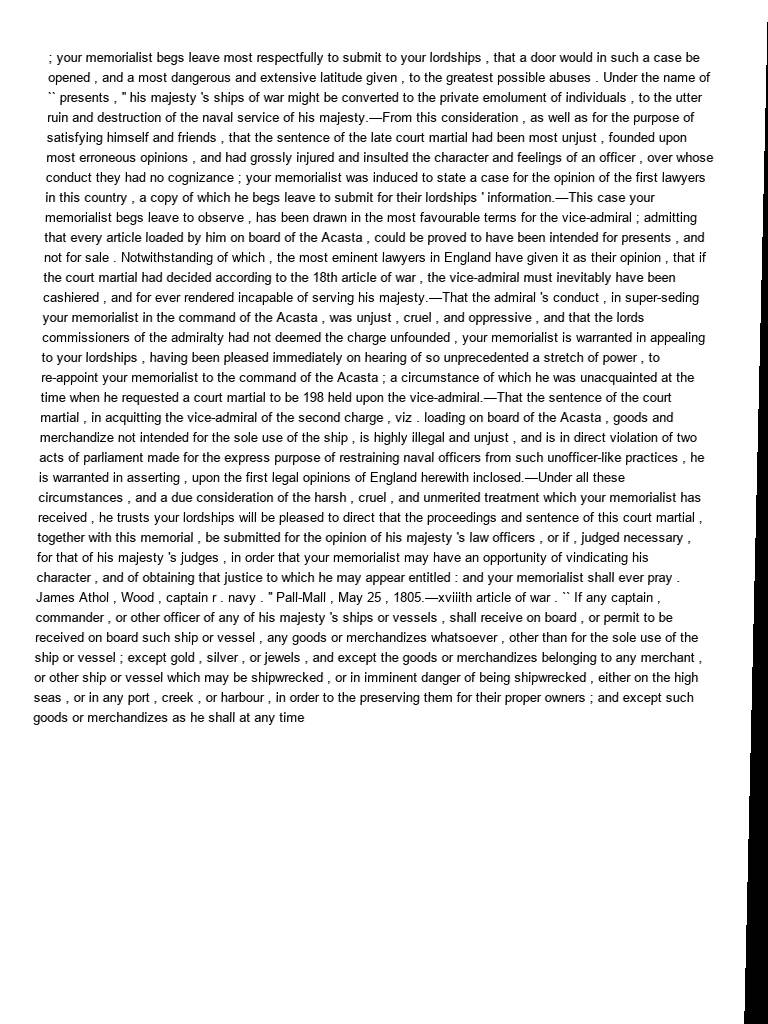 ; your memorialist begs leave most respectfully to submit to your lordships , that a door would in such a case be
opened , and a most dangerous and extensive latitude given , to the greatest possible abuses . Under the name of
`` presents , " his majesty 's ships of war might be converted to the private emolument of individuals , to the utter
ruin and destruction of the naval service of his majesty.—From this consideration , as well as for the purpose of
satisfying himself and friends , that the sentence of the late court martial had been most unjust , founded upon
most erroneous opinions , and had grossly injured and insulted the character and feelings of an officer , over whose
conduct they had no cognizance ; your memorialist was induced to state a case for the opinion of the first lawyers
in this country , a copy of which he begs leave to submit for their lordships ' information.—This case your
memorialist begs leave to observe , has been drawn in the most favourable terms for the vice-admiral ; admitting
that every article loaded by him on board of the Acasta , could be proved to have been intended for presents , and
not for sale . Notwithstanding of which , the most eminent lawyers in England have given it as their opinion , that if
the court martial had decided according to the 18th article of war , the vice-admiral must inevitably have been
cashiered , and for ever rendered incapable of serving his majesty.—That the admiral 's conduct , in super-seding
your memorialist in the command of the Acasta , was unjust , cruel , and oppressive , and that the lords
commissioners of the admiralty had not deemed the charge unfounded , your memorialist is warranted in appealing
to your lordships , having been pleased immediately on hearing of so unprecedented a stretch of power , to
re-appoint your memorialist to the command of the Acasta ; a circumstance of which he was unacquainted at the
time when he requested a court martial to be 198 held upon the vice-admiral.—That the sentence of the court
martial , in acquitting the vice-admiral of the second charge , viz . loading on board of the Acasta , goods and
merchandize not intended for the sole use of the ship , is highly illegal and unjust , and is in direct violation of two
acts of parliament made for the express purpose of restraining naval officers from such unofficer-like practices , he
is warranted in asserting , upon the first legal opinions of England herewith inclosed.—Under all these
circumstances , and a due consideration of the harsh , cruel , and unmerited treatment which your memorialist has
received , he trusts your lordships will be pleased to direct that the proceedings and sentence of this court martial ,
together with this memorial , be submitted for the opinion of his majesty 's law officers , or if , judged necessary ,
for that of his majesty 's judges , in order that your memorialist may have an opportunity of vindicating his
character , and of obtaining that justice to which he may appear entitled : and your memorialist shall ever pray .
James Athol , Wood , captain r . navy . " Pall-Mall , May 25 , 1805.—xviiith article of war . `` If any captain ,
commander , or other officer of any of his majesty 's ships or vessels , shall receive on board , or permit to be
received on board such ship or vessel , any goods or merchandizes whatsoever , other than for the sole use of the
ship or vessel ; except gold , silver , or jewels , and except the goods or merchandizes belonging to any merchant ,
or other ship or vessel which may be shipwrecked , or in imminent danger of being shipwrecked , either on the high
seas , or in any port , creek , or harbour , in order to the preserving them for their proper owners ; and except such
goods or merchandizes as he shall at any time